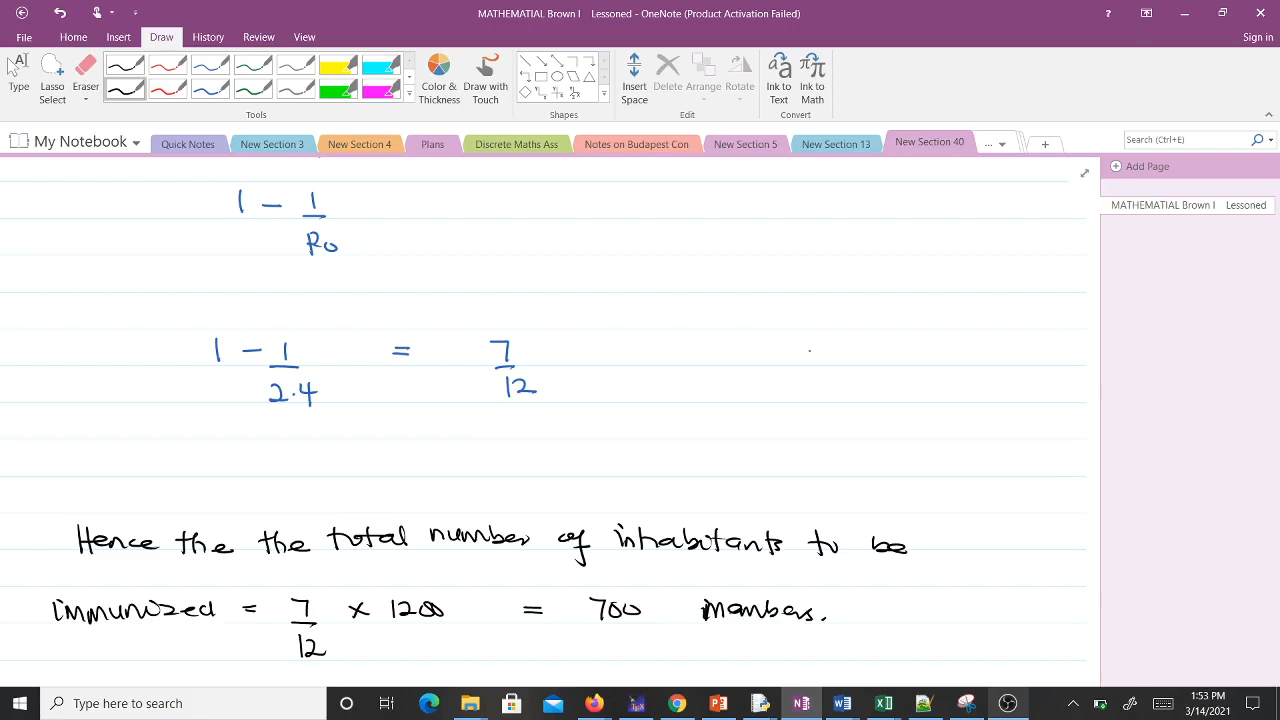 MATHEMATIAL Brown I Lessoned - OneNote (Product Activation Failed)
?
File Home Insert Draw History Review View
Sign in
Type Lasso Select Eraser Color & Thickness Draw with Touch Insert Space Delete Arrange Rotate Ink to Text Ink to Math
Tools Shapes Edit Convert
My Notebook Quick Notes New Section 3 New Section 4 Plans Discrete Maths Ass Notes on Budapest Con New Section 5 New Section 13 New Section 40 ... + Search (Ctrl+E)
Add Page
MATHEMATIAL Brown I Lessoned
1 - 1
R0
1 - 1 = 7
2.4 12
Hence the the total number of inhabitants to be
immunized = 7 x 1200 = 700 members.
12
Type here to search
1:53 PM
3/14/2021